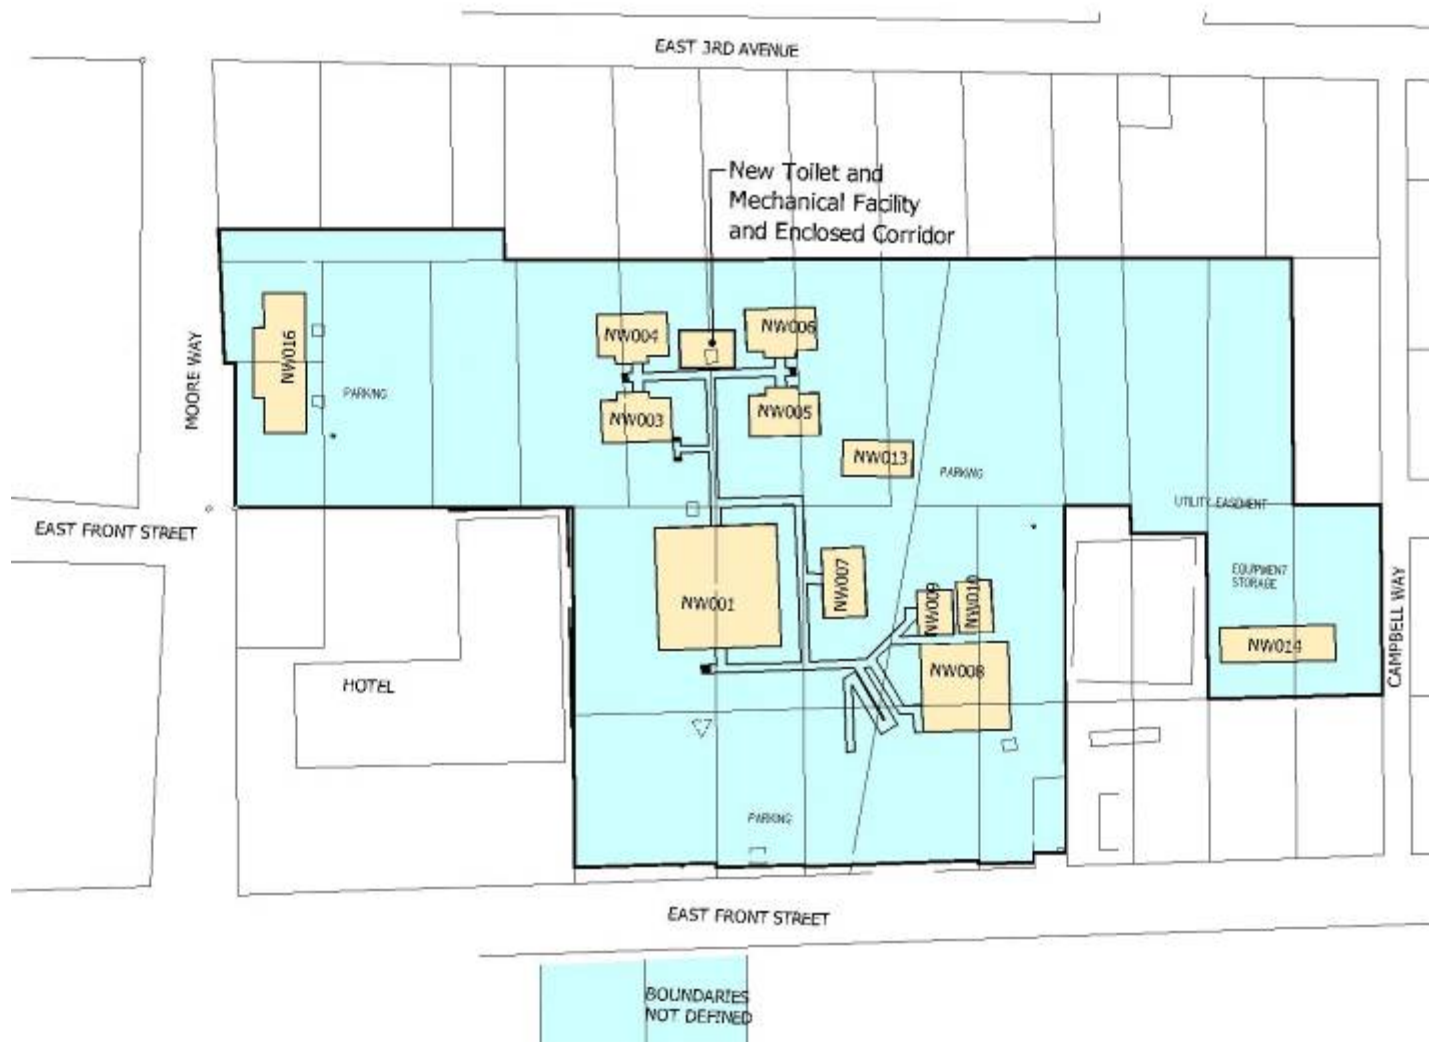 EAST 3RD AVENUE
New Toilet and
Mechanical Facility
and Enclosed Corridor
NW004
NW006
MOORE WAY
NW016
PARKING
NW003
NW005
NW013
PARKING
UTILITY EASEMENT
EAST FRONT STREET
EQUIPMENT
STORAGE
NW007
NW001
NW009
NW010
CAMPBELL WAY
NW014
HOTEL
NW008
PARKING
EAST FRONT STREET
BOUNDARIES
NOT DEFINED